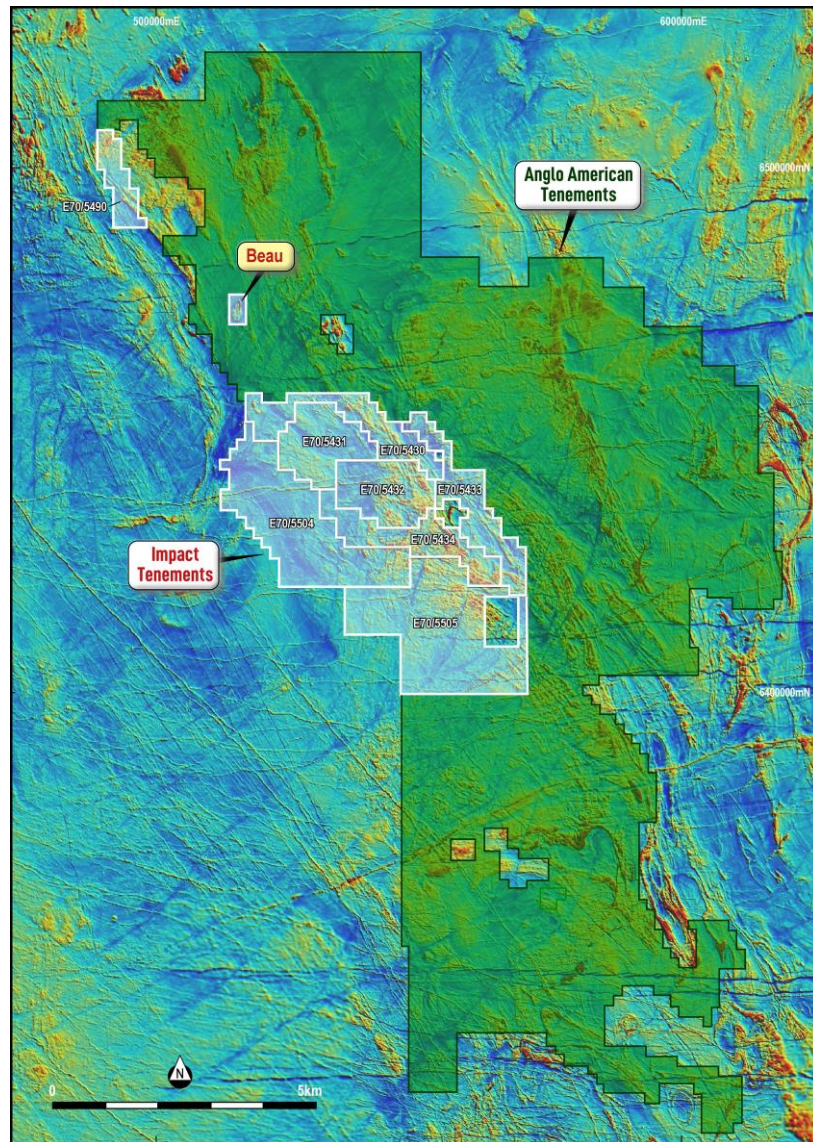 500000mE
600000mE
6500000mN
Anglo American
Tenements
E70/5490
Beau
E70/5431
E70/5430
E70/5432
E70/5433
E70/5504
E70/5434
Impact
Tenements
E70/5505
6400000mN
N
0
5km